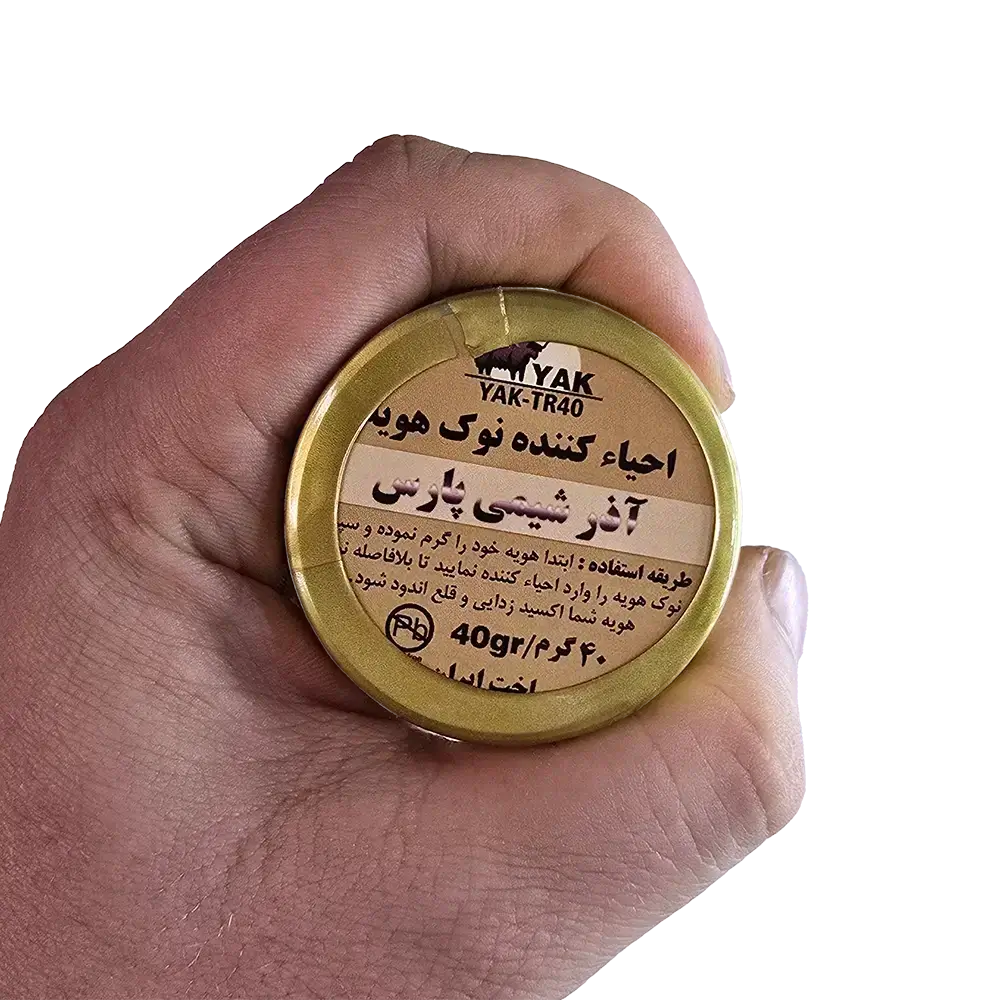 YAK
YAK-TR40
احیاء کننده نوک هویه
آذر شیمی پارس
طریقه استفاده : ابتدا هویه خود را گرم نموده و
نوک هویه را وارد احیاء کننده نمایید تا بلافاصله
هویه شما اکسید زدایی و قلع اندود شود.
۴۰ گرم/40gr
Pb